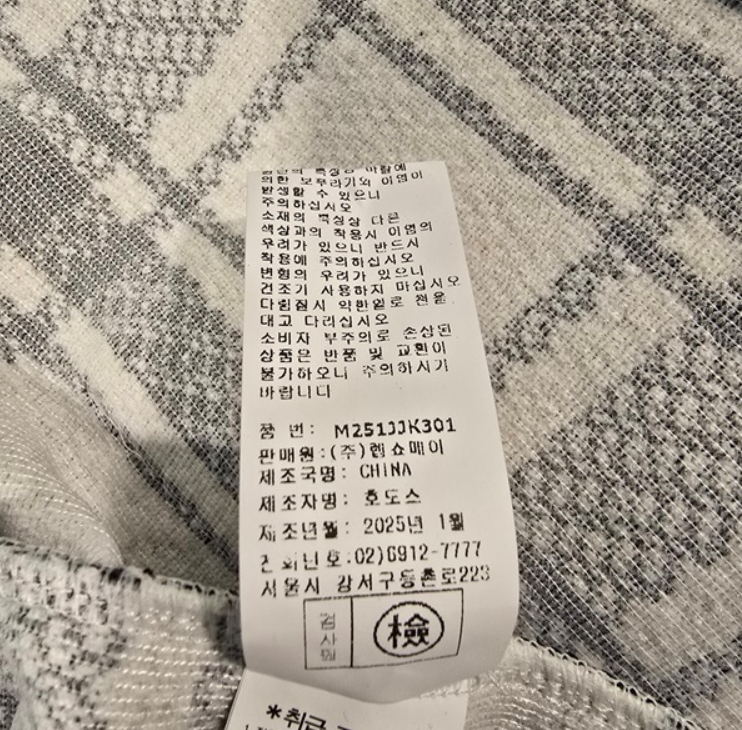 특성상 마찰에
의한 보푸라기와 이염이
발생할 수 있으니
주의하십시오
소재의 특성상 다른
색상과의 착용시 이염의
우려가 있으니 반드시
착용에 주의하십시오
변형의 우려가 있으니
건조기 사용하지 마십시오
다림질시 약한열로 천을
대고 다리십시오
소비자 부주의로 손상된
상품은 반품 및 교환이
불가하오니 주의하시기
바랍니다
품 번: M251JJK301
판매원:(주)렙쇼메이
제조국명: CHINA
제조자명: 호도스
제조년월: 2025년 1월
전화번호:02)6912-7777
서울시 강서구등촌로223
검사필
檢
*취급